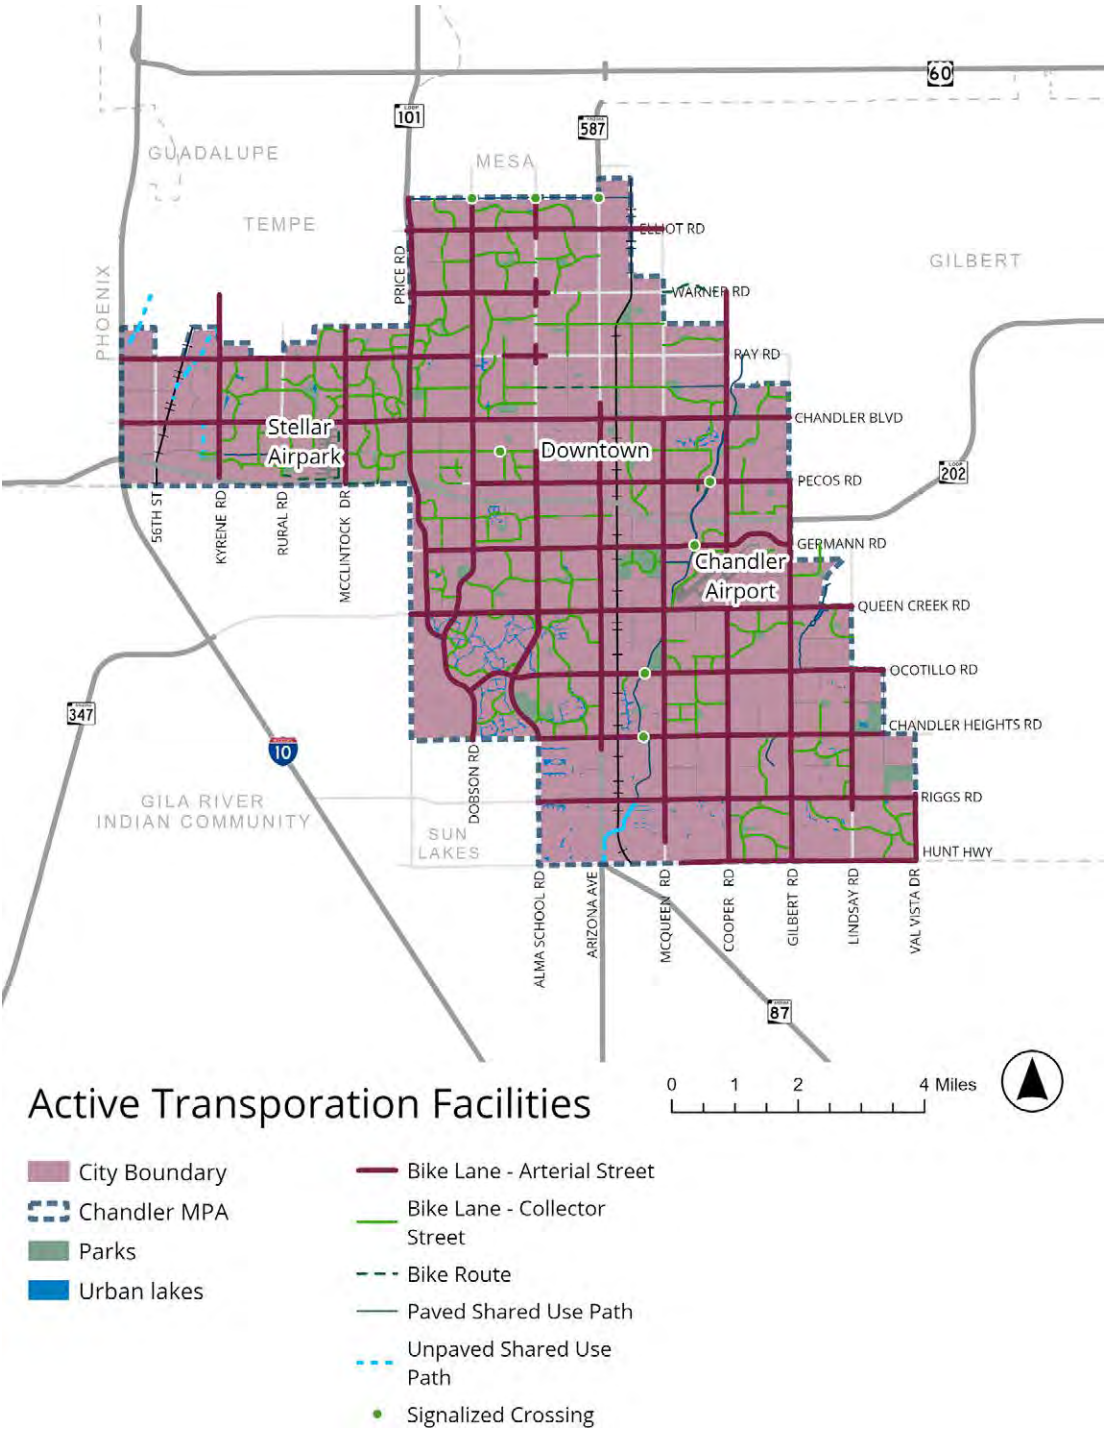 60
LOOP
101
587
GUADALUPE
MESA
TEMPE
ELLIOT RD
GILBERT
PHOENIX
PRICE RD
WARNER RD
RAY RD
CHANDLER BLVD
Stellar
Airpark
Downtown
LOOP
202
PECOS RD
56TH ST
KYRENE RD
RURAL RD
MCCLINTOCK DR
GERMANN RD
Chandler
Airport
QUEEN CREEK RD
OCOTILLO RD
347
10
CHANDLER HEIGHTS RD
DOBSON RD
GILA RIVER
INDIAN COMMUNITY
RIGGS RD
SUN
LAKES
HUNT HWY
ALMA SCHOOL RD
ARIZONA AVE
MCQUEEN RD
COOPER RD
GILBERT RD
LINDSAY RD
VAL VISTA DR
87
0 1 2 4 Miles
Active Transporation Facilities
City Boundary
Chandler MPA
Parks
Urban lakes
Bike Lane - Arterial Street
Bike Lane - Collector
Street
Bike Route
Paved Shared Use Path
Unpaved Shared Use
Path
Signalized Crossing